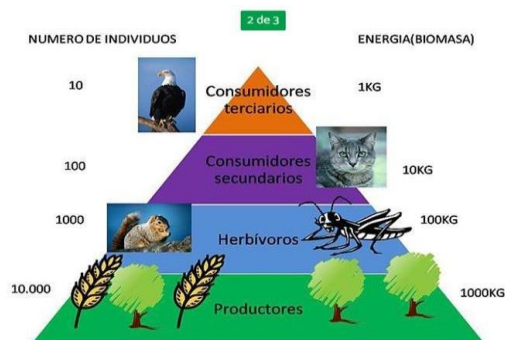 2 de 3
NUMERO DE INDIVIDUOS
ENERGIA(BIOMASA)
10
Consumidores
terciarios
1KG
100
Consumidores
secundarios
10KG
1000
Herbívoros
100KG
10.000
Productores
1000KG